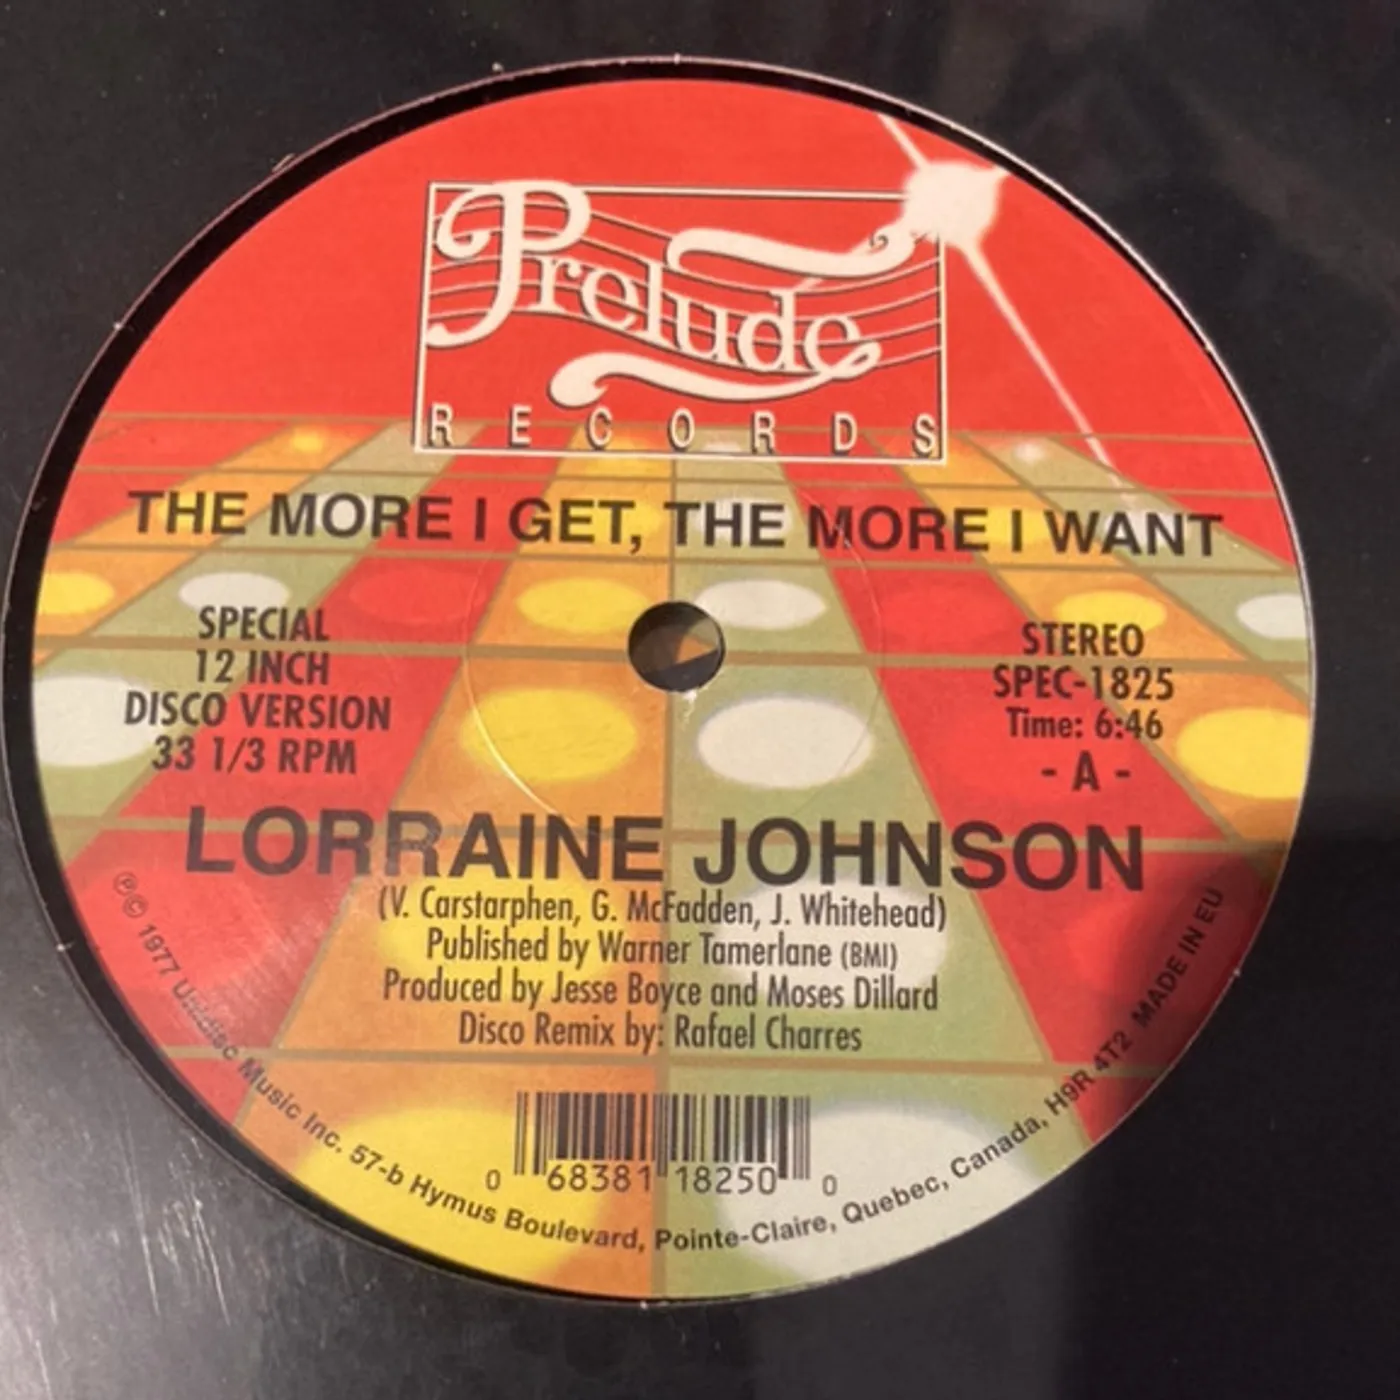 Prelude
RECORDS
THE MORE I GET, THE MORE I WANT
SPECIAL
12 INCH
DISCO VERSION
33 1/3 RPM
STEREO
SPEC-1825
Time: 6:46
- A -
LORRAINE JOHNSON
(V. Carstarphen, G. McFadden, J. Whitehead)
Published by Warner Tamerlane (BMI)
Produced by Jesse Boyce and Moses Dillard
Disco Remix by: Rafael Charres
0 68381 18250 0
℗© 1977 Unidisc Music Inc. 57-b Hymus Boulevard, Pointe-Claire, Quebec, Canada, H9R 4T2 MADE IN EU